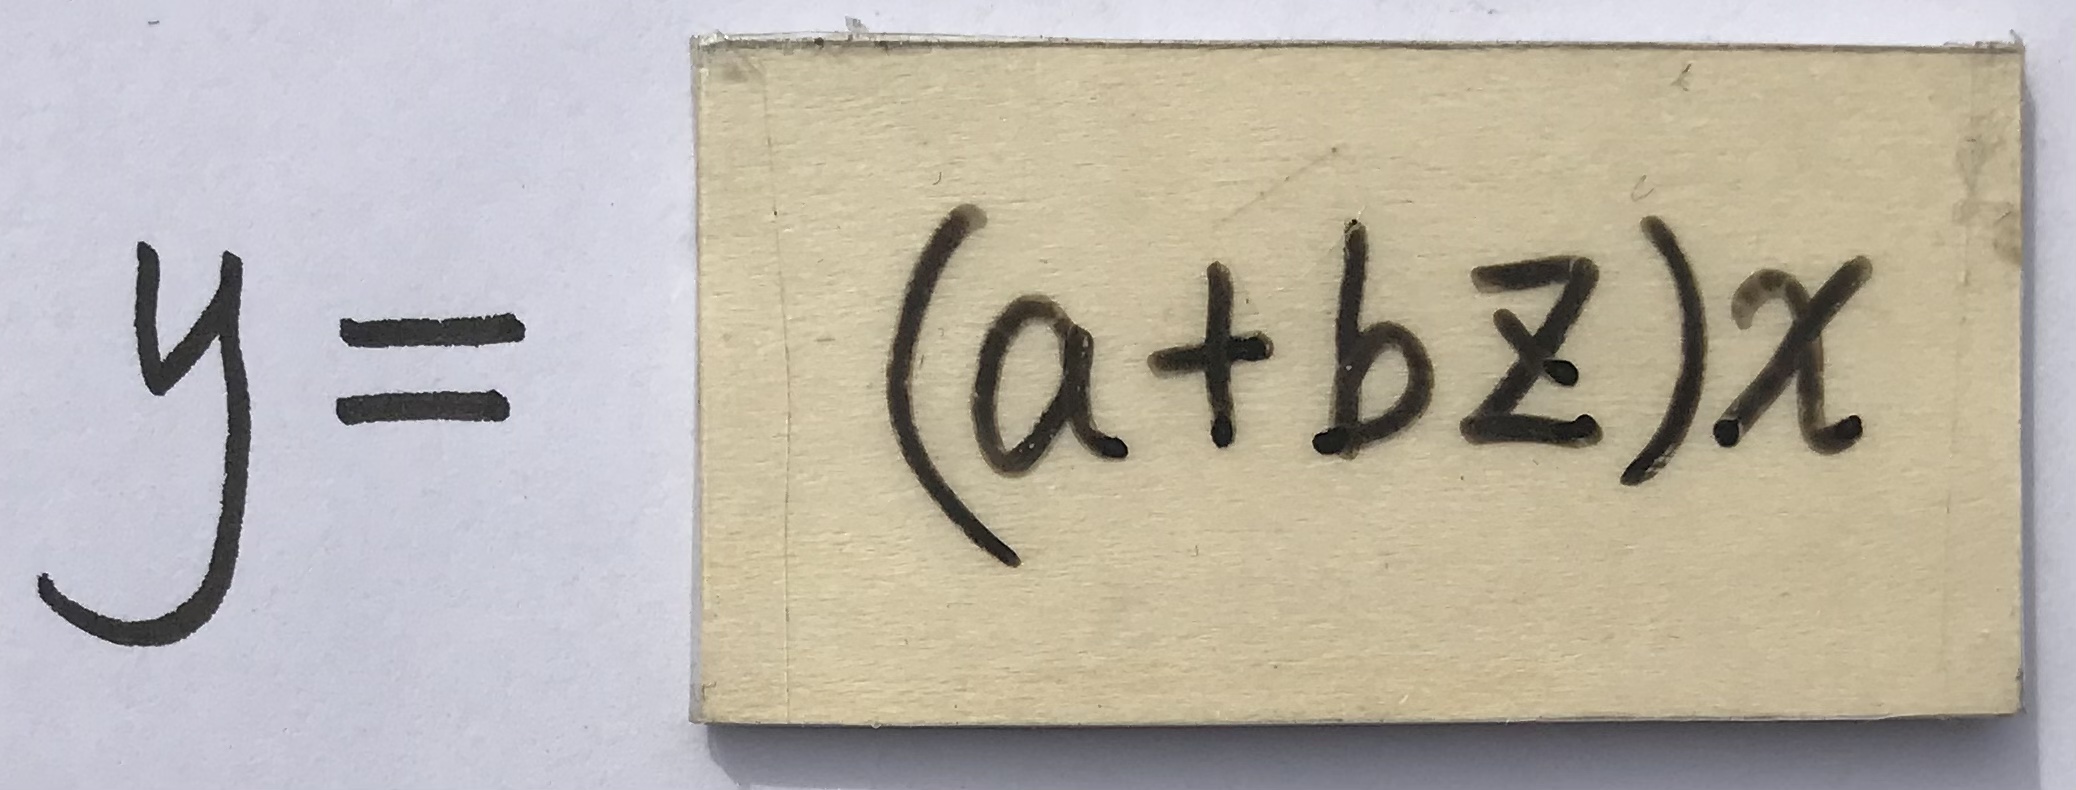 y = (a + bz)x